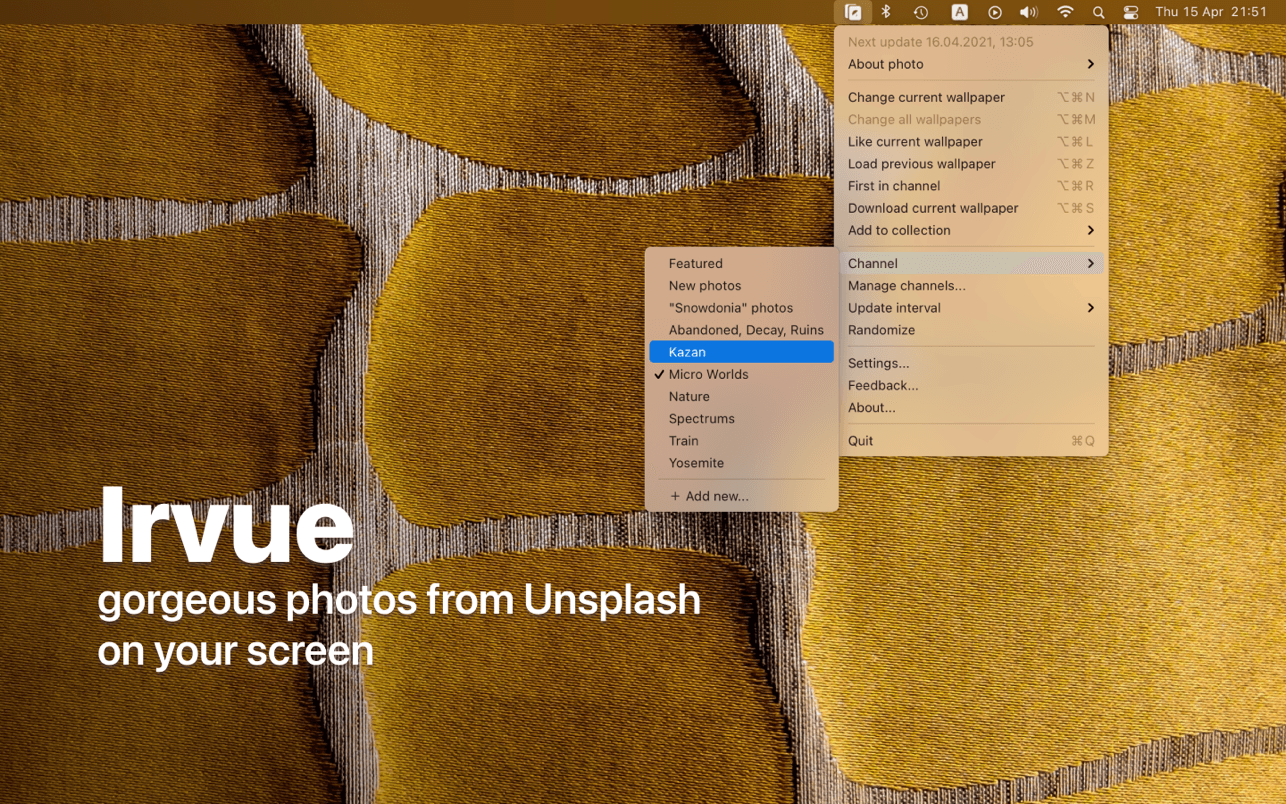 A
Thu 15 Apr 21:51
Next update 16.04.2021, 13:05
About photo
Change current wallpaper ⌥⌘N
Change all wallpapers ⌥⌘M
Like current wallpaper ⌥⌘L
Load previous wallpaper ⌥⌘Z
First in channel ⌥⌘R
Download current wallpaper ⌥⌘S
Add to collection
Channel
Manage channels...
Update interval
Randomize
Settings...
Feedback...
About...
Quit ⌘Q
Featured
New photos
"Snowdonia" photos
Abandoned, Decay, Ruins
Kazan
✓ Micro Worlds
Nature
Spectrums
Train
Yosemite
+ Add new...
Irvue
gorgeous photos from Unsplash
on your screen